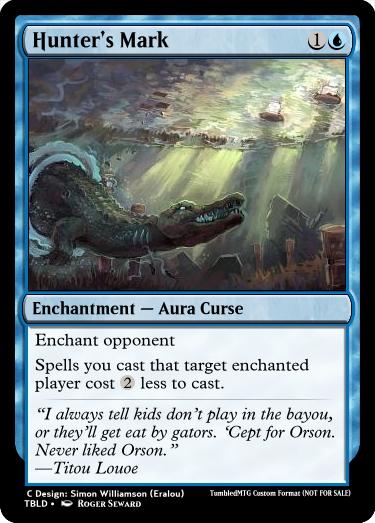 Hunter's Mark 1
Enchantment — Aura Curse
Enchant opponent
Spells you cast that target enchanted
player cost 2 less to cast.
“I always tell kids don’t play in the bayou,
or they’ll get eat by gators. ‘Cept for Orson.
Never liked Orson.”
—Titou Louoe
C Design: Simon Williamson (Eralou)
TumbledMTG Custom Format (NOT FOR SALE)
TBLD • Roger Seward